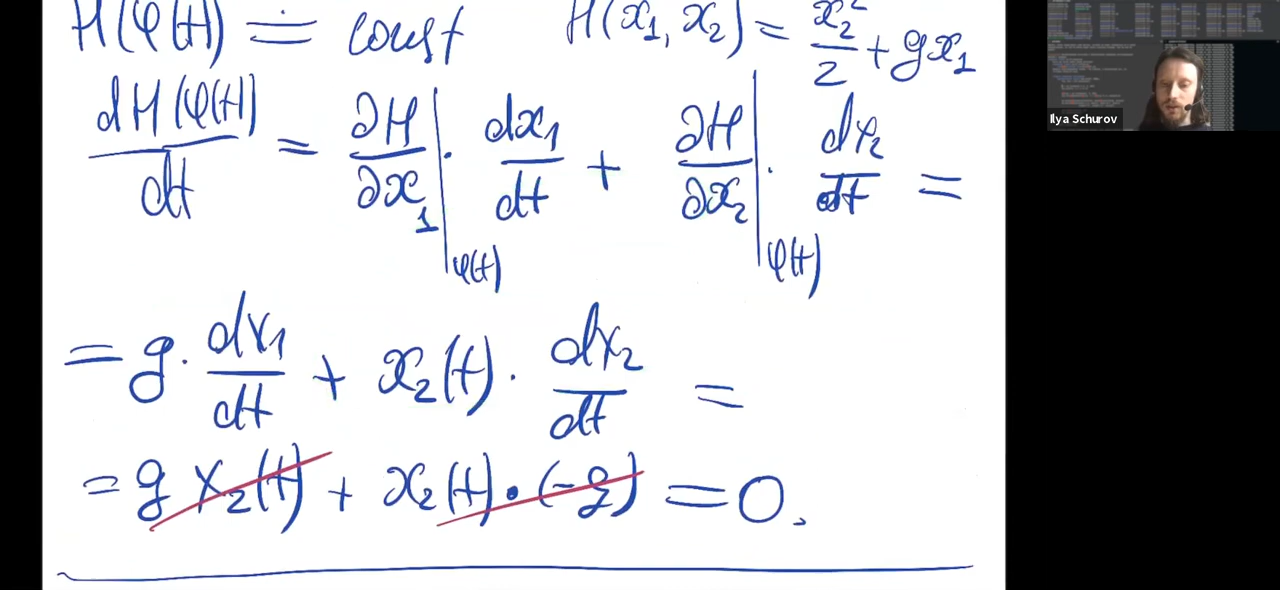 H(φ(t)) ≐ const H(x₁, x₂) = x₂²/2 + gx₁
dH(φ(t))/dt = ∂H/∂x₁|φ(t) · dx₁/dt + ∂H/∂x₂|φ(t) · dx₂/dt =
= g · dx₁/dt + x₂(t) · dx₂/dt =
= g x₂(t) + x₂(t) · (-g) = 0.
Ilya Schurov